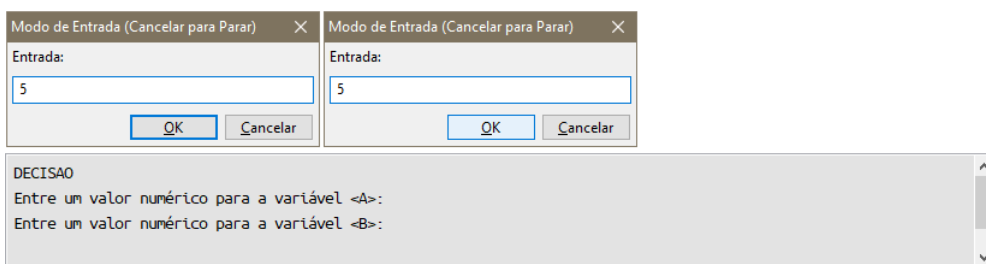 Modo de Entrada (Cancelar para Parar)
Entrada:
5
OK Cancelar
Modo de Entrada (Cancelar para Parar)
Entrada:
5
OK Cancelar
DECISAO
Entre um valor numérico para a variável <A>:
Entre um valor numérico para a variável <B>: